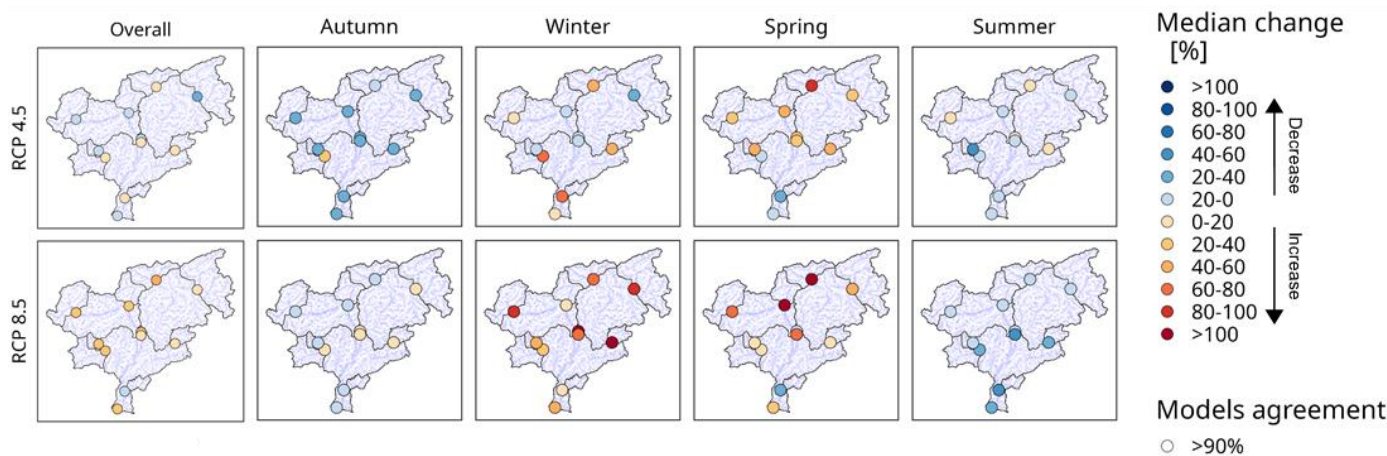 Overall
Autumn
Winter
Spring
Summer
RCP 4.5
RCP 8.5
Median change
[%]
>100
80-100
60-80
40-60
20-40
20-0
0-20
20-40
40-60
60-80
80-100
>100
Decrease
Increase
Models agreement
>90%